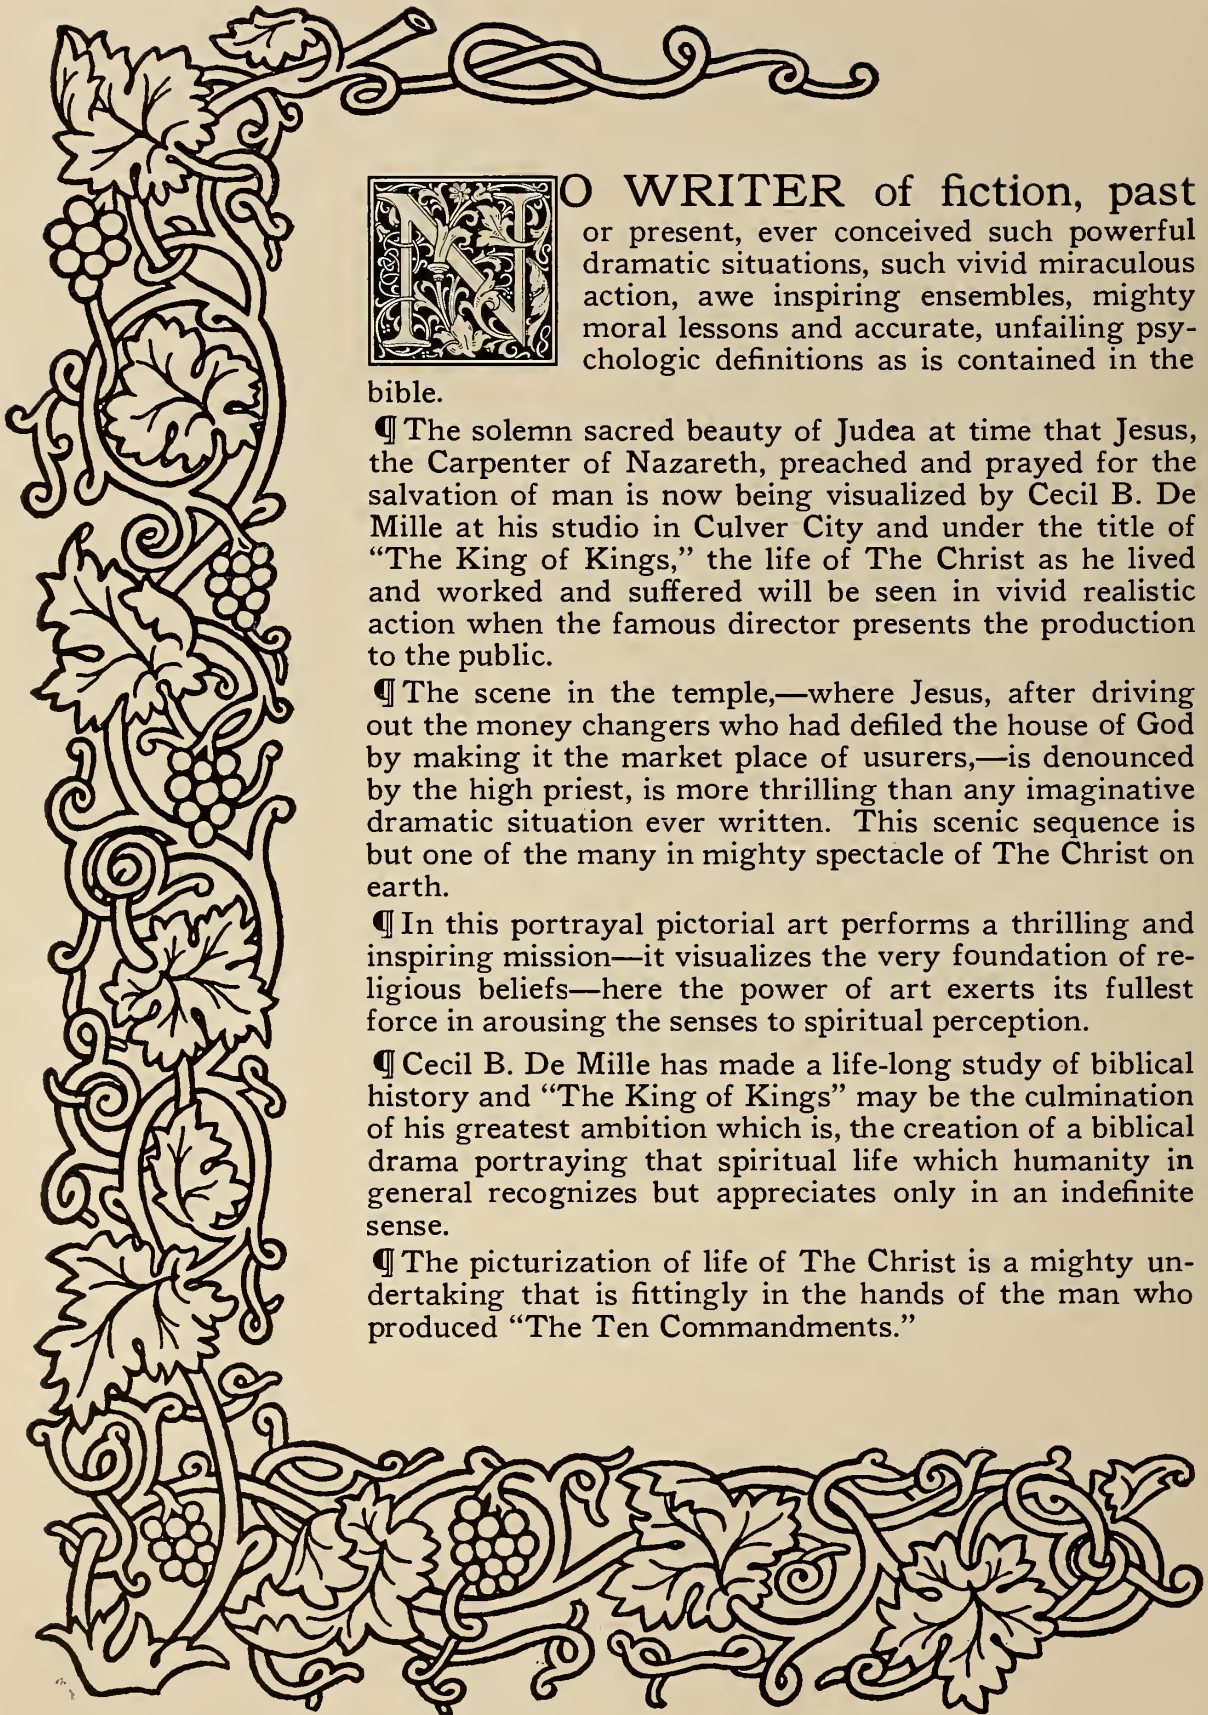 NO WRITER of fiction, past
or present, ever conceived such powerful
dramatic situations, such vivid miraculous
action, awe inspiring ensembles, mighty
moral lessons and accurate, unfailing psy-
chologic definitions as is contained in the
bible.
¶ The solemn sacred beauty of Judea at time that Jesus,
the Carpenter of Nazareth, preached and prayed for the
salvation of man is now being visualized by Cecil B. De
Mille at his studio in Culver City and under the title of
“The King of Kings,” the life of The Christ as he lived
and worked and suffered will be seen in vivid realistic
action when the famous director presents the production
to the public.
¶ The scene in the temple,—where Jesus, after driving
out the money changers who had defiled the house of God
by making it the market place of usurers,—is denounced
by the high priest, is more thrilling than any imaginative
dramatic situation ever written. This scenic sequence is
but one of the many in mighty spectacle of The Christ on
earth.
¶ In this portrayal pictorial art performs a thrilling and
inspiring mission—it visualizes the very foundation of re-
ligious beliefs—here the power of art exerts its fullest
force in arousing the senses to spiritual perception.
¶ Cecil B. De Mille has made a life-long study of biblical
history and “The King of Kings” may be the culmination
of his greatest ambition which is, the creation of a biblical
drama portraying that spiritual life which humanity in
general recognizes but appreciates only in an indefinite
sense.
¶ The picturization of life of The Christ is a mighty un-
dertaking that is fittingly in the hands of the man who
produced “The Ten Commandments.”